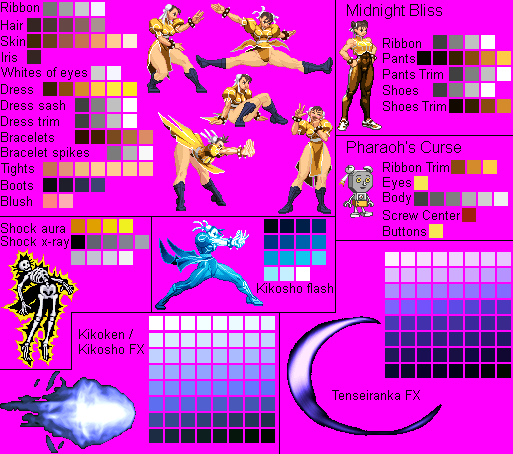 Ribbon
Hair
Skin
Iris
Whites of eyes
Dress
Dress sash
Dress trim
Bracelets
Bracelet spikes
Tights
Boots
Blush
Midnight Bliss
Ribbon
Pants
Pants Trim
Shoes
Shoes Trim
Pharaoh's Curse
Ribbon Trim
Eyes
Body
Screw Center
Buttons
Shock aura
Shock x-ray
Kikosho flash
Kikoken /
Kikosho FX
Tenseiranka FX